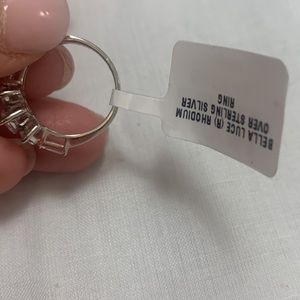 BELLA LUCE (R) RHODIUM
OVER STERLING SILVER
RING